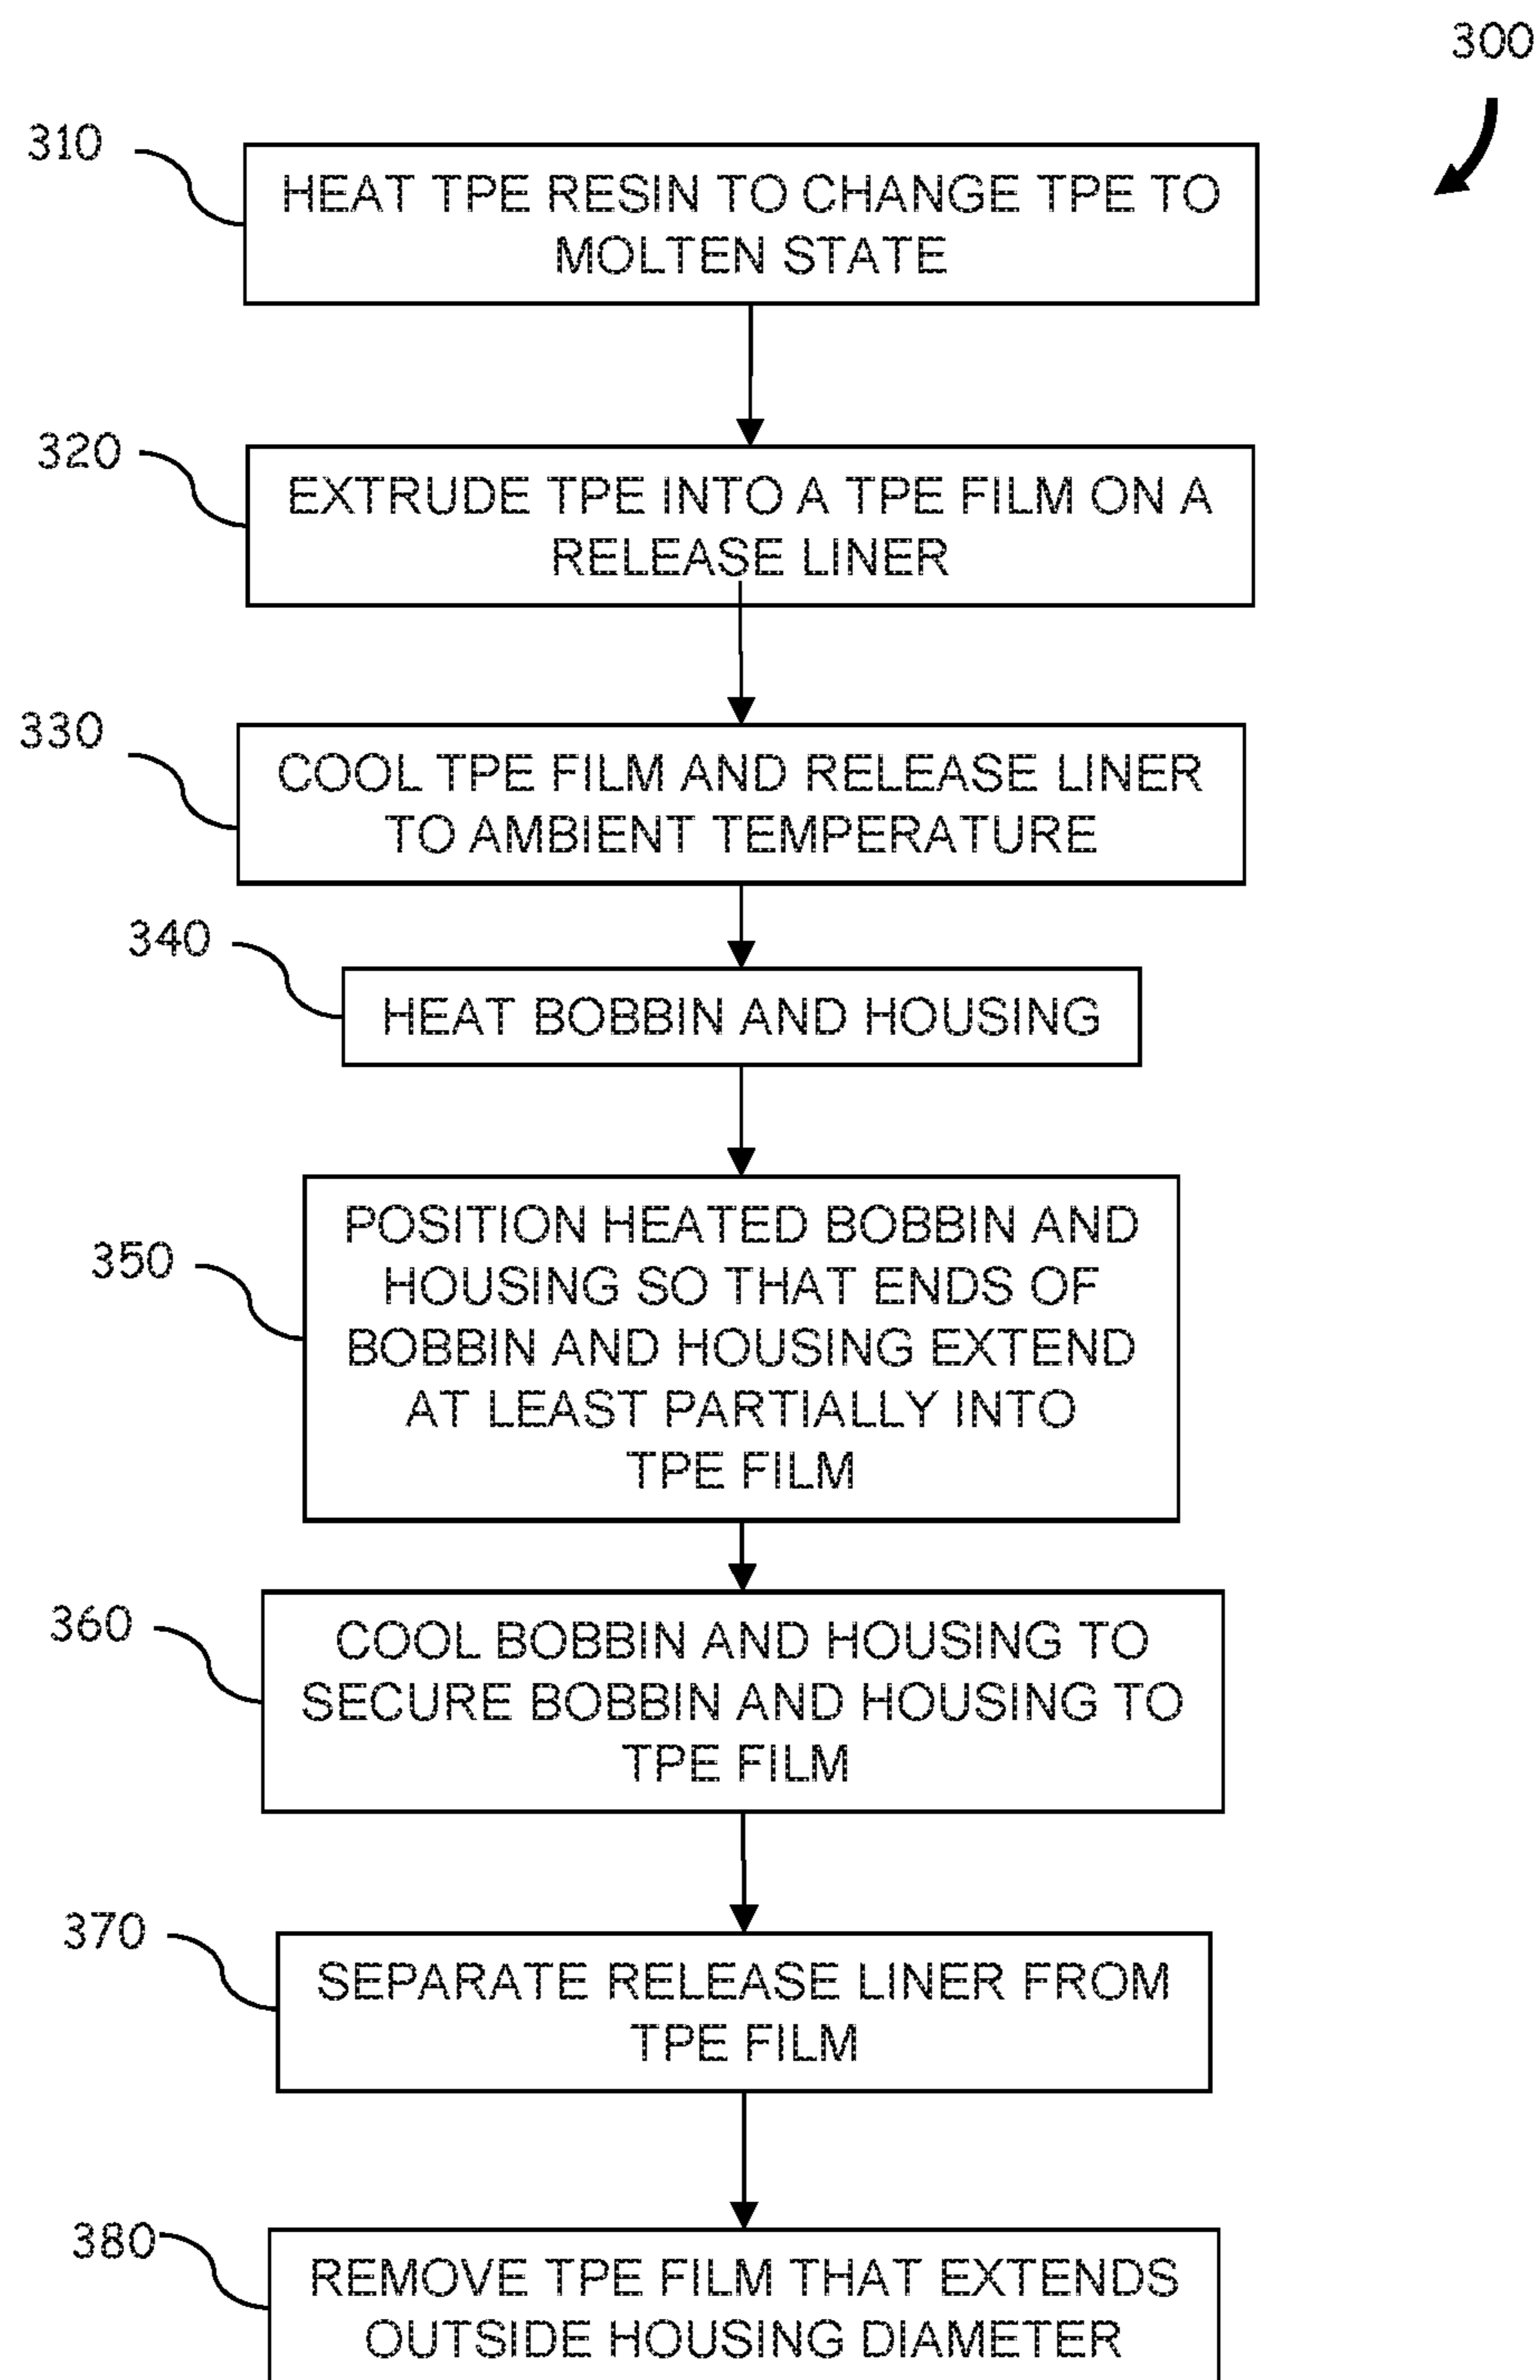 300
310
HEAT TPE RESIN TO CHANGE TPE TO
MOLTEN STATE
320
EXTRUDE TPE INTO A TPE FILM ON A
RELEASE LINER
330
COOL TPE FILM AND RELEASE LINER
TO AMBIENT TEMPERATURE
340
HEAT BOBBIN AND HOUSING
350
POSITION HEATED BOBBIN AND
HOUSING SO THAT ENDS OF
BOBBIN AND HOUSING EXTEND
AT LEAST PARTIALLY INTO
TPE FILM
360
COOL BOBBIN AND HOUSING TO
SECURE BOBBIN AND HOUSING TO
TPE FILM
370
SEPARATE RELEASE LINER FROM
TPE FILM
380
REMOVE TPE FILM THAT EXTENDS
OUTSIDE HOUSING DIAMETER